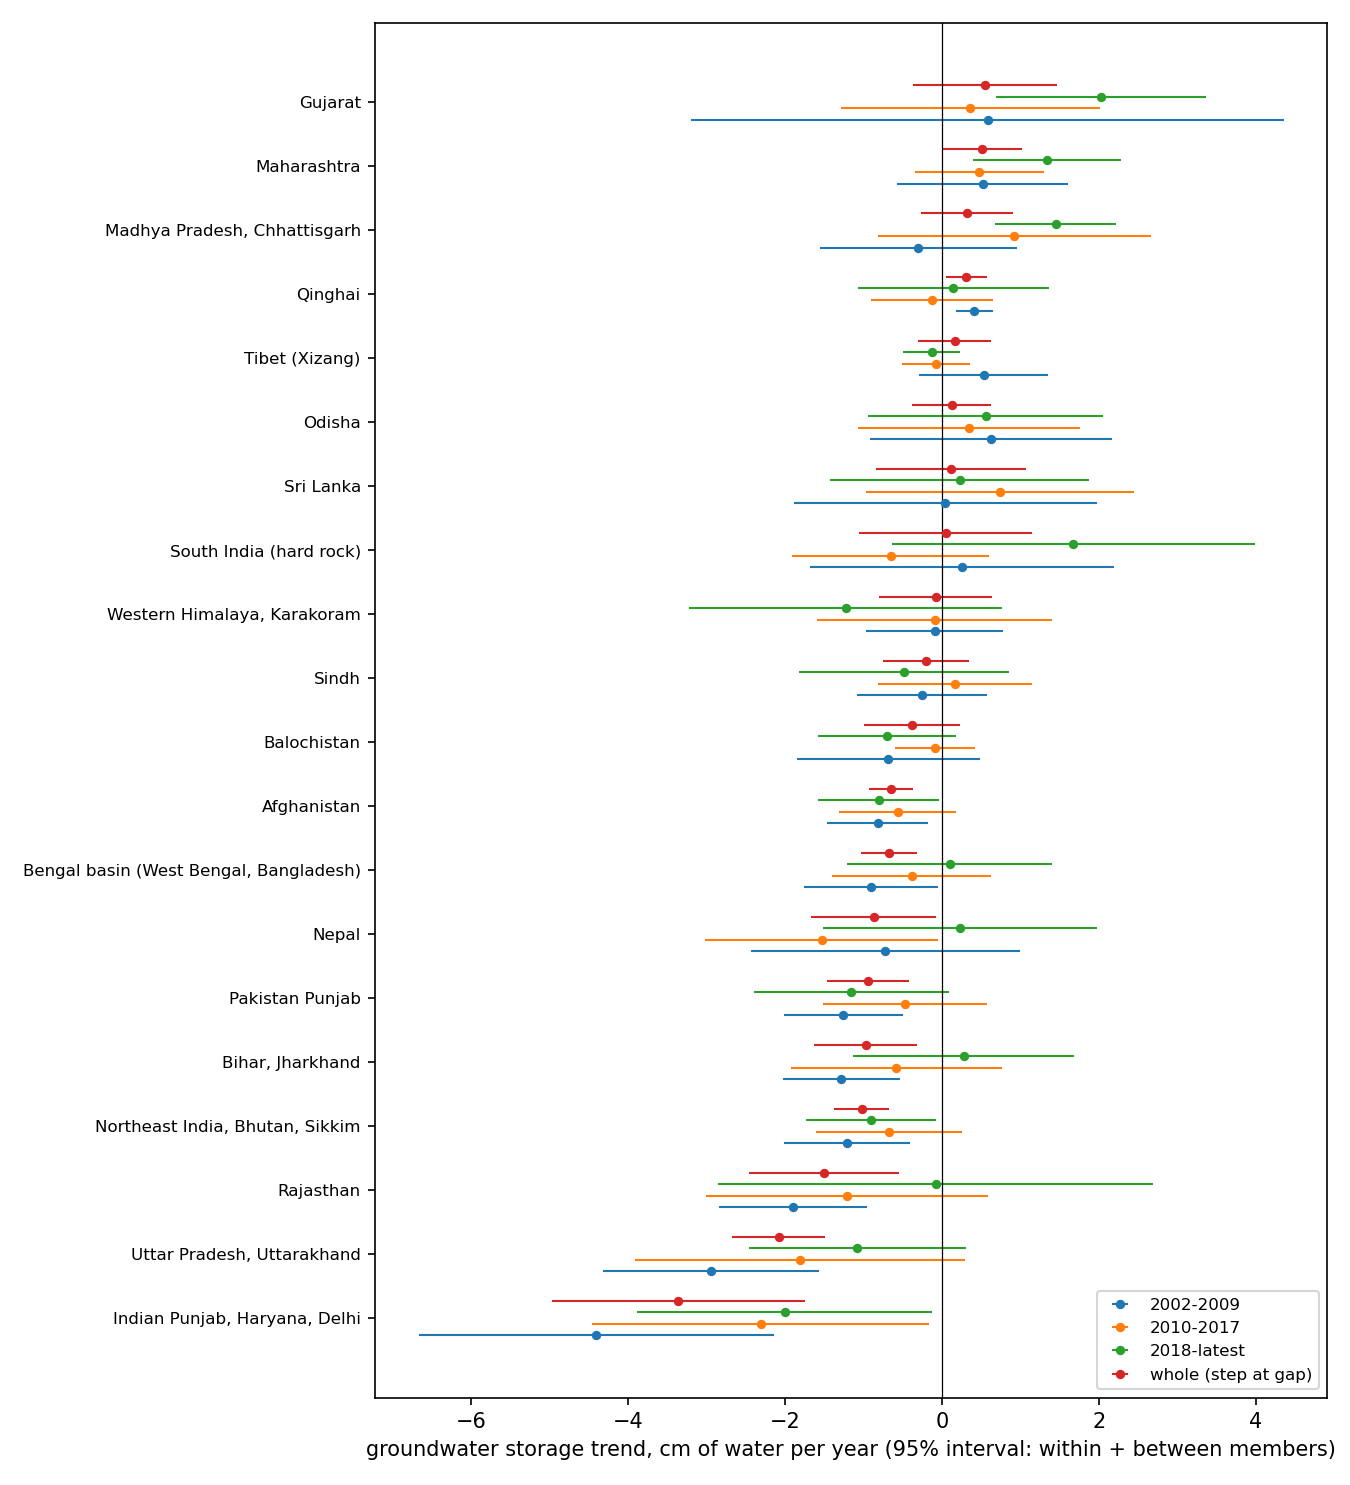 Gujarat
Maharashtra
Madhya Pradesh, Chhattisgarh
Qinghai
Tibet (Xizang)
Odisha
Sri Lanka
South India (hard rock)
Western Himalaya, Karakoram
Sindh
Balochistan
Afghanistan
Bengal basin (West Bengal, Bangladesh)
Nepal
Pakistan Punjab
Bihar, Jharkhand
Northeast India, Bhutan, Sikkim
Rajasthan
Uttar Pradesh, Uttarakhand
Indian Punjab, Haryana, Delhi
2002-2009
2010-2017
2018-latest
whole (step at gap)
−6 −4 −2 0 2 4
groundwater storage trend, cm of water per year (95% interval: within + between members)